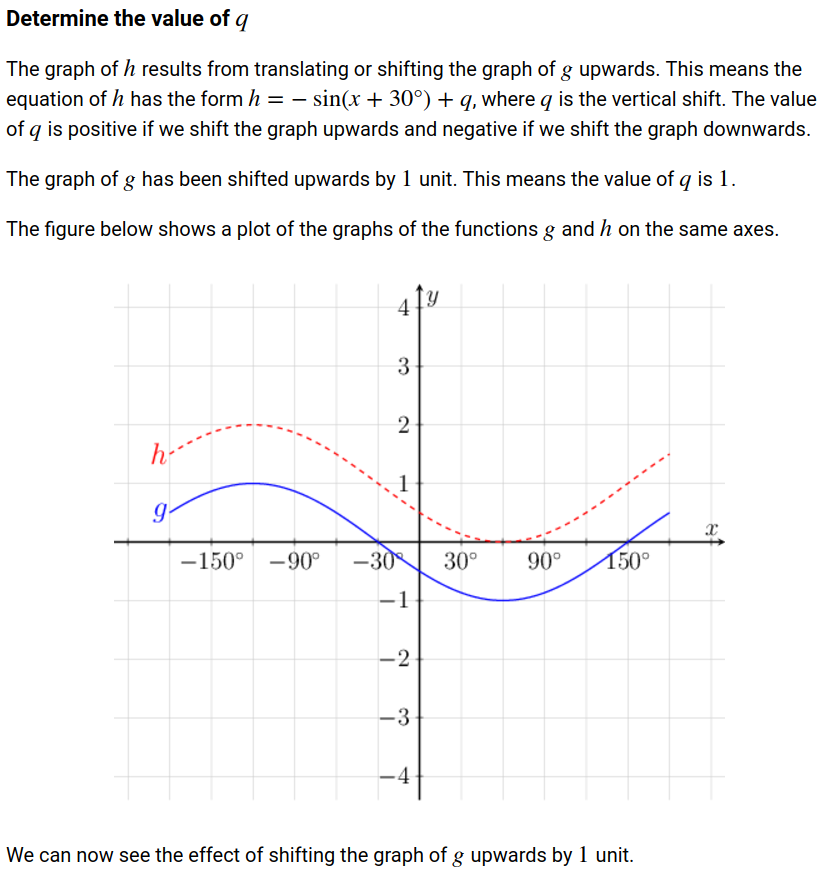 Determine the value of q
The graph of h results from translating or shifting the graph of g upwards. This means the
equation of h has the form h = − sin(x + 30°) + q, where q is the vertical shift. The value
of q is positive if we shift the graph upwards and negative if we shift the graph downwards.
The graph of g has been shifted upwards by 1 unit. This means the value of q is 1.
The figure below shows a plot of the graphs of the functions g and h on the same axes.
y
4
3
2
h
1
g
x
−150° −90° −30° 30° 90° 150°
−1
−2
−3
−4
We can now see the effect of shifting the graph of g upwards by 1 unit.